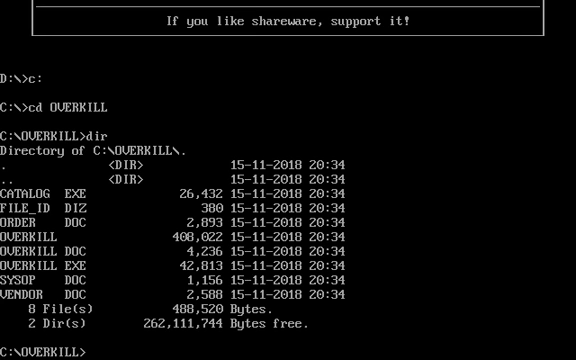 If you like shareware, support it!
D:\>c:
C:\>cd OVERKILL
C:\OVERKILL>dir
Directory of C:\OVERKILL\.
. <DIR> 15-11-2018 20:34
.. <DIR> 15-11-2018 20:34
CATALOG EXE 26,432 15-11-2018 20:34
FILE_ID DIZ 380 15-11-2018 20:34
ORDER DOC 2,893 15-11-2018 20:34
OVERKILL 408,022 15-11-2018 20:34
OVERKILL DOC 4,236 15-11-2018 20:34
OVERKILL EXE 42,813 15-11-2018 20:34
SYSOP DOC 1,156 15-11-2018 20:34
VENDOR DOC 2,588 15-11-2018 20:34
8 File(s) 488,520 Bytes.
2 Dir(s) 262,111,744 Bytes free.
C:\OVERKILL>